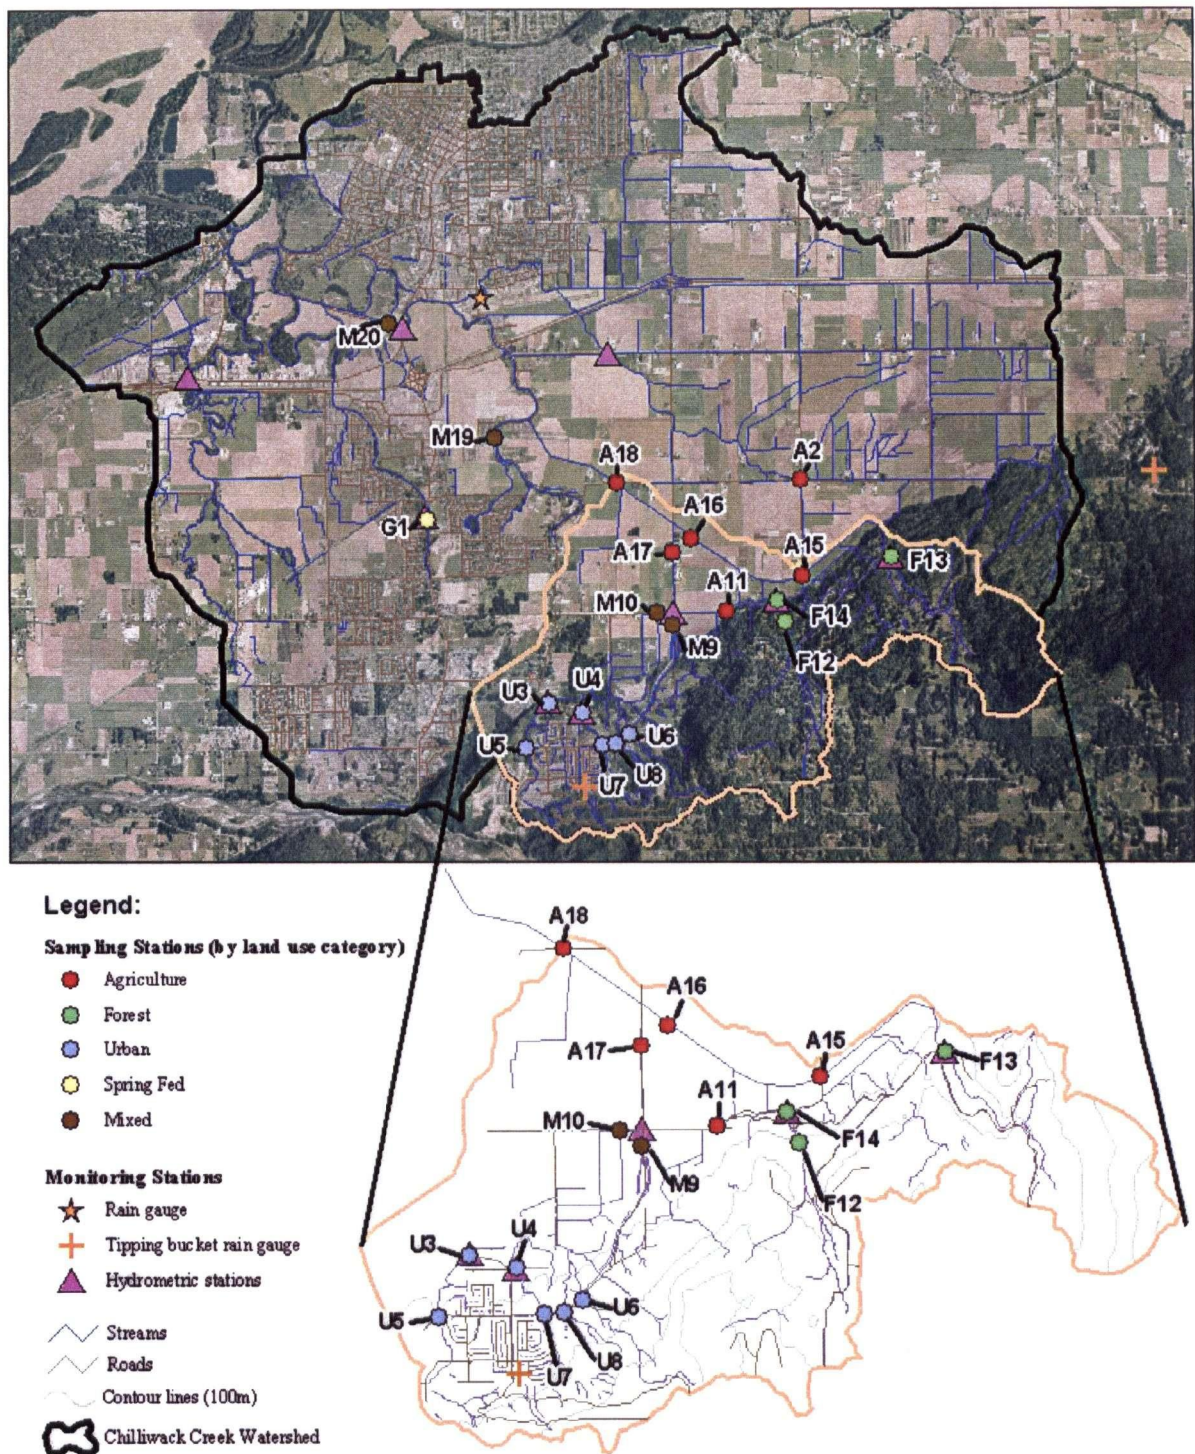 M20
M19
A18
A2
A16
G1
A17
A15
A11
F13
M10
F14
M9
F12
U3
U4
U5
U6
U7
U8
Legend:
Sampling Stations (by land use category)
Agriculture
Forest
Urban
Spring Fed
Mixed
Monitoring Stations
Rain gauge
Tipping bucket rain gauge
Hydrometric stations
Streams
Roads
Contour lines (100m)
Chilliwack Creek Watershed
A18
A16
A17
A15
A11
F13
M10
F14
M9
F12
U3
U4
U5
U6
U7
U8